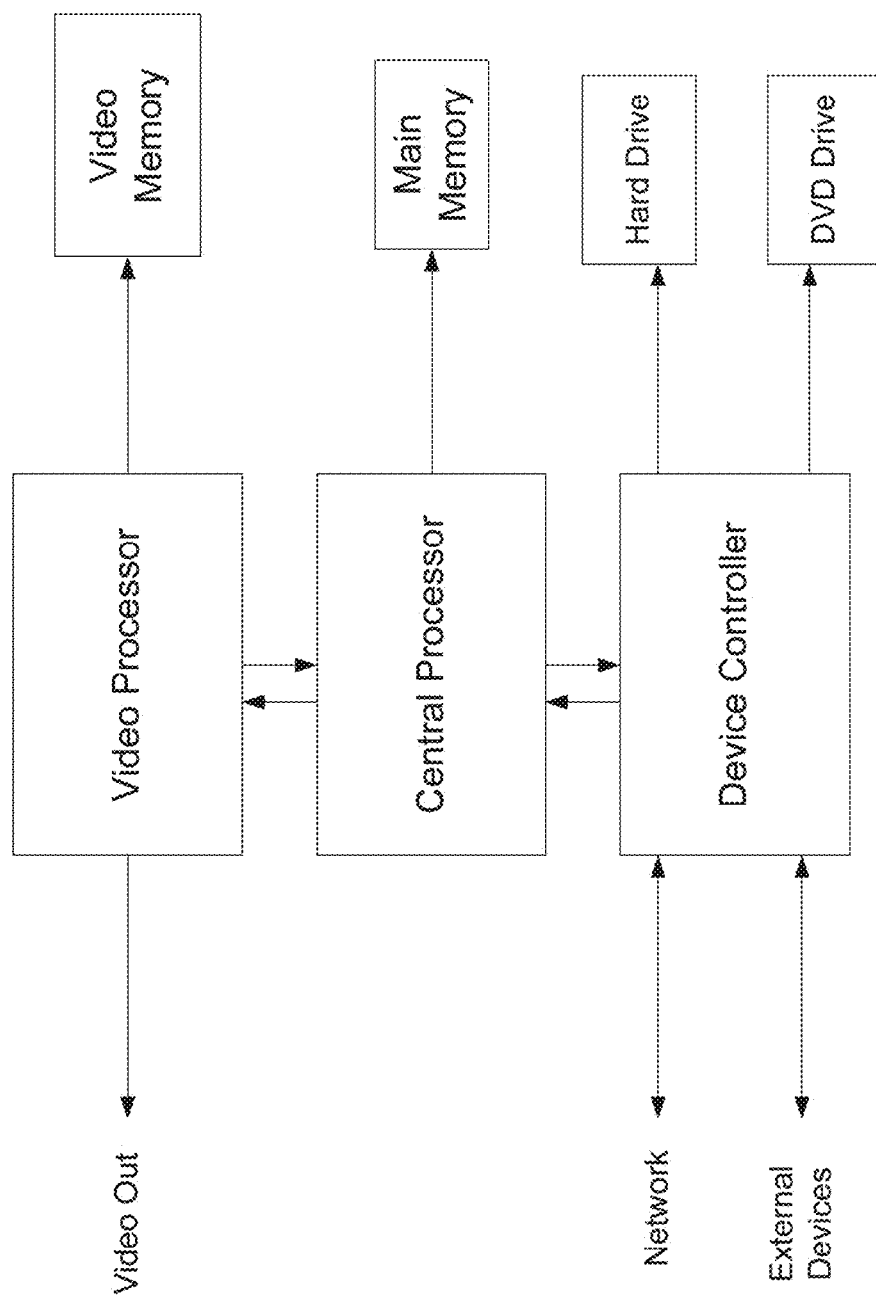 Video Out
Network
External
Devices
Video Processor
Central Processor
Device Controller
Video
Memory
Main
Memory
Hard Drive
DVD Drive